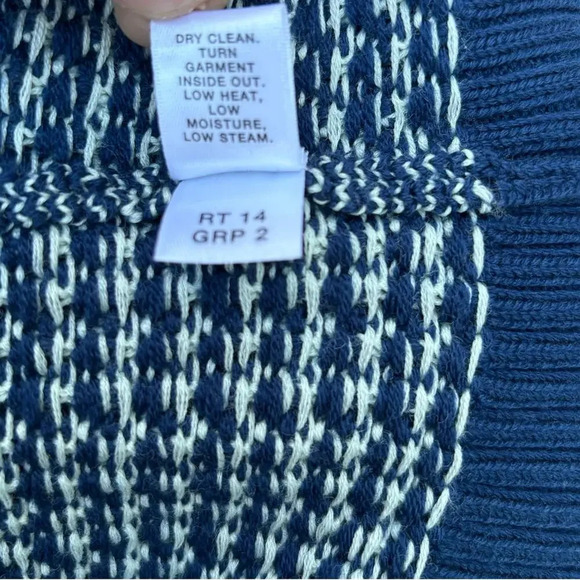 DRY CLEAN.
TURN
GARMENT
INSIDE OUT.
LOW HEAT,
LOW
MOISTURE,
LOW STEAM.
RT 14
GRP 2